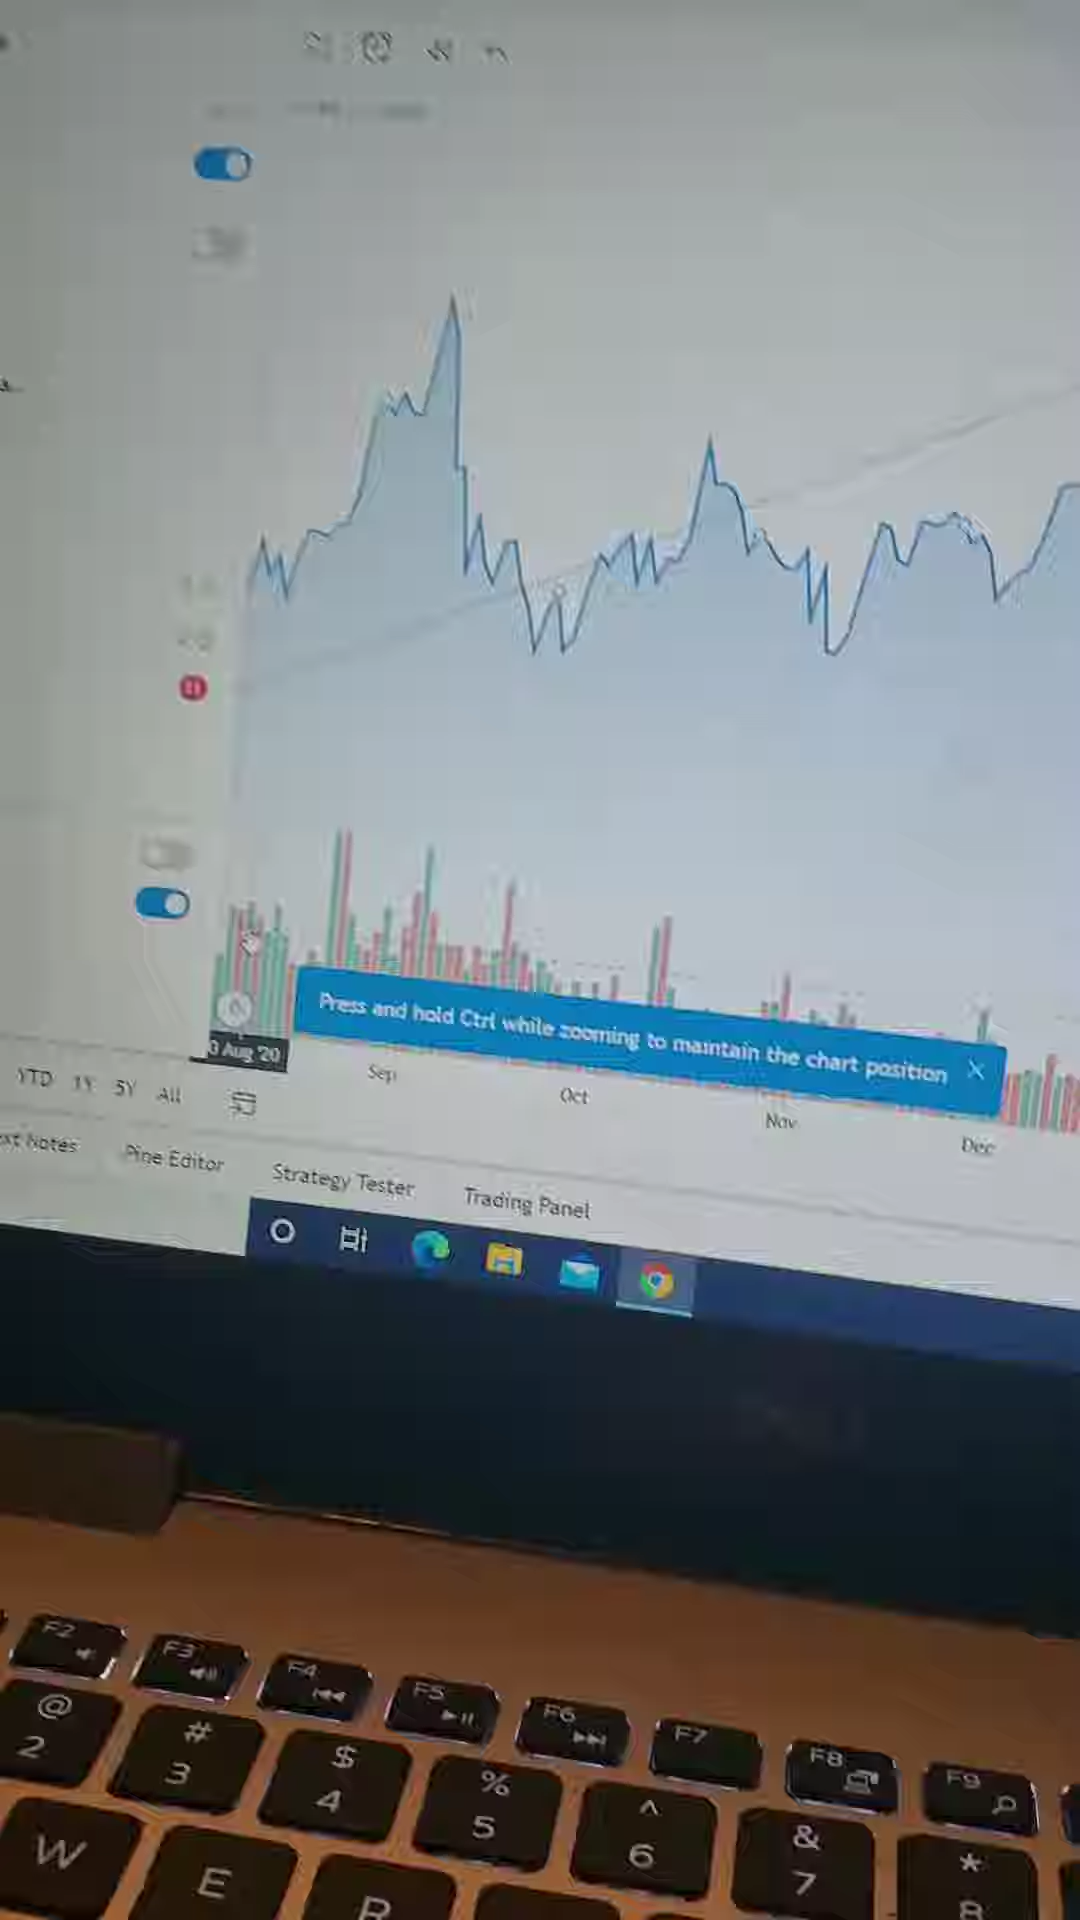 Press and hold Ctrl while zooming to maintain the chart position
Aug '20
Sep
Oct
Nov
Dec
YTD 1Y 5Y All
Notes
Pine Editor
Strategy Tester
Trading Panel
F2
F3
F4
F5
F6
F7
F8
F9
@
2
#
3
$
4
%
5
^
6
&
7
*
8
W
E
R